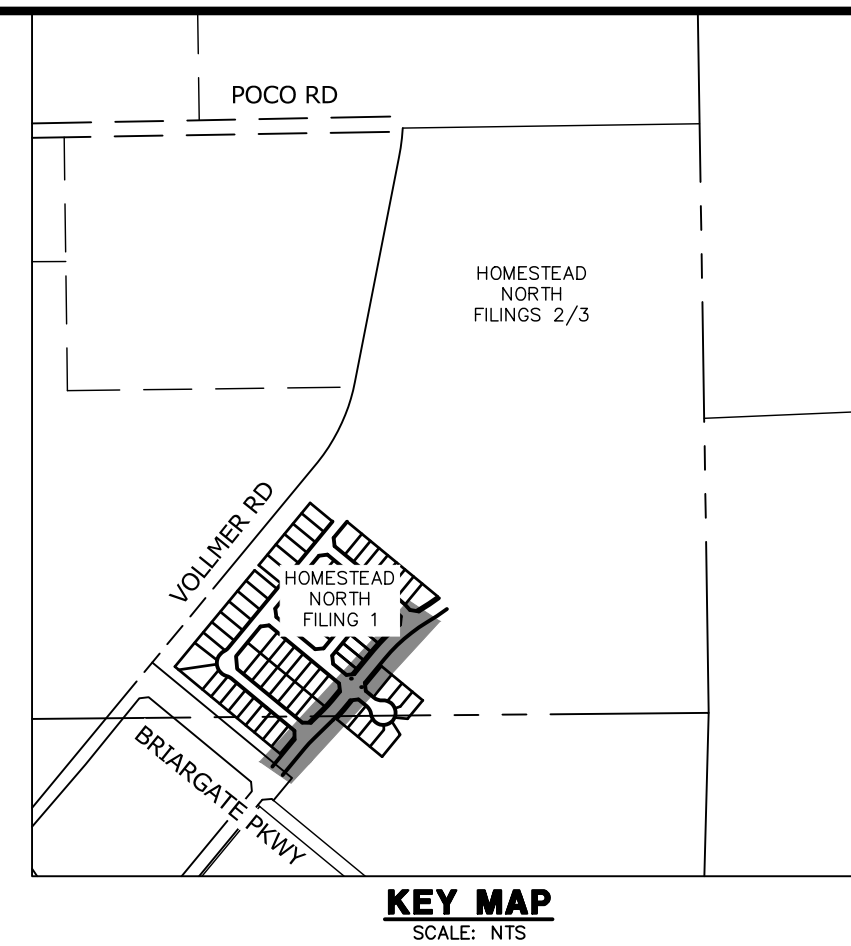 POCO RD
HOMESTEAD
NORTH
FILINGS 2/3
VOLLMER RD
HOMESTEAD
NORTH
FILING 1
BRIARGATE PKWY
KEY MAP
SCALE: NTS